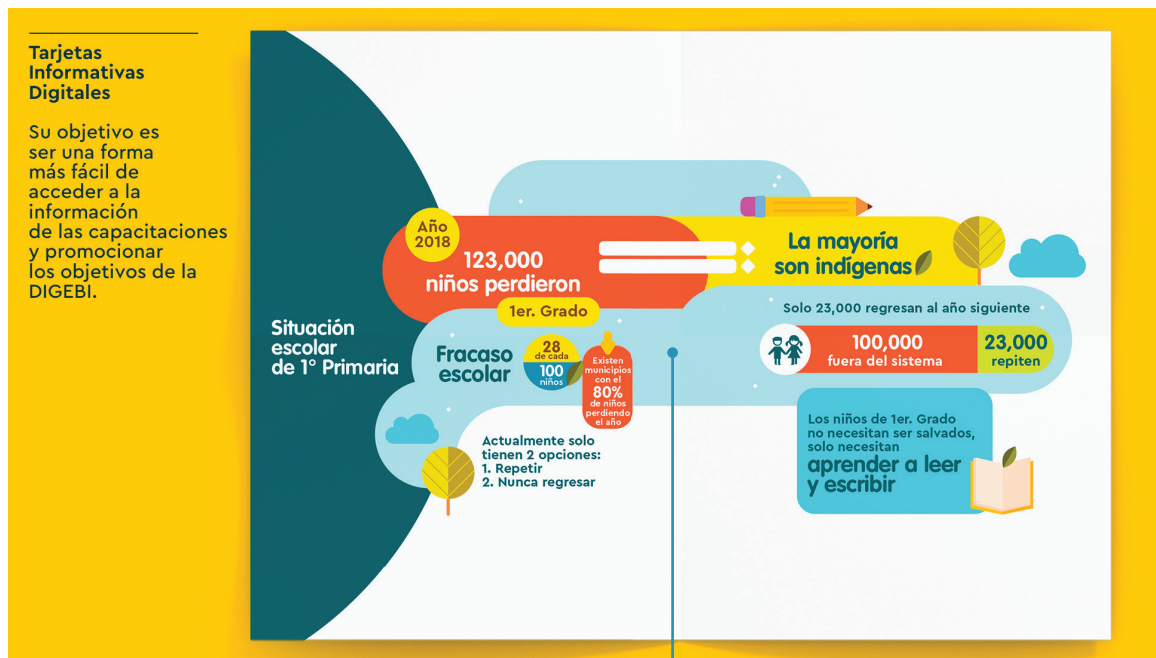 Tarjetas
Informativas
Digitales
Su objetivo es
ser una forma
más fácil de
acceder a la
información
de las capacitaciones
y promocionar
los objetivos de la
DIGEBI.
Situación
escolar
de 1° Primaria
Año
2018
123,000
niños perdieron
1er. Grado
La mayoría
son indígenas
Fracaso
escolar
28
de cada
100
niños
Existen
municipios
con el
80%
de niños
perdiendo
el año
Actualmente solo
tienen 2 opciones:
1. Repetir
2. Nunca regresar
Solo 23,000 regresan al año siguiente
100,000
fuera del sistema
23,000
repiten
Los niños de 1er. Grado
no necesitan ser salvados,
solo necesitan
aprender a leer
y escribir